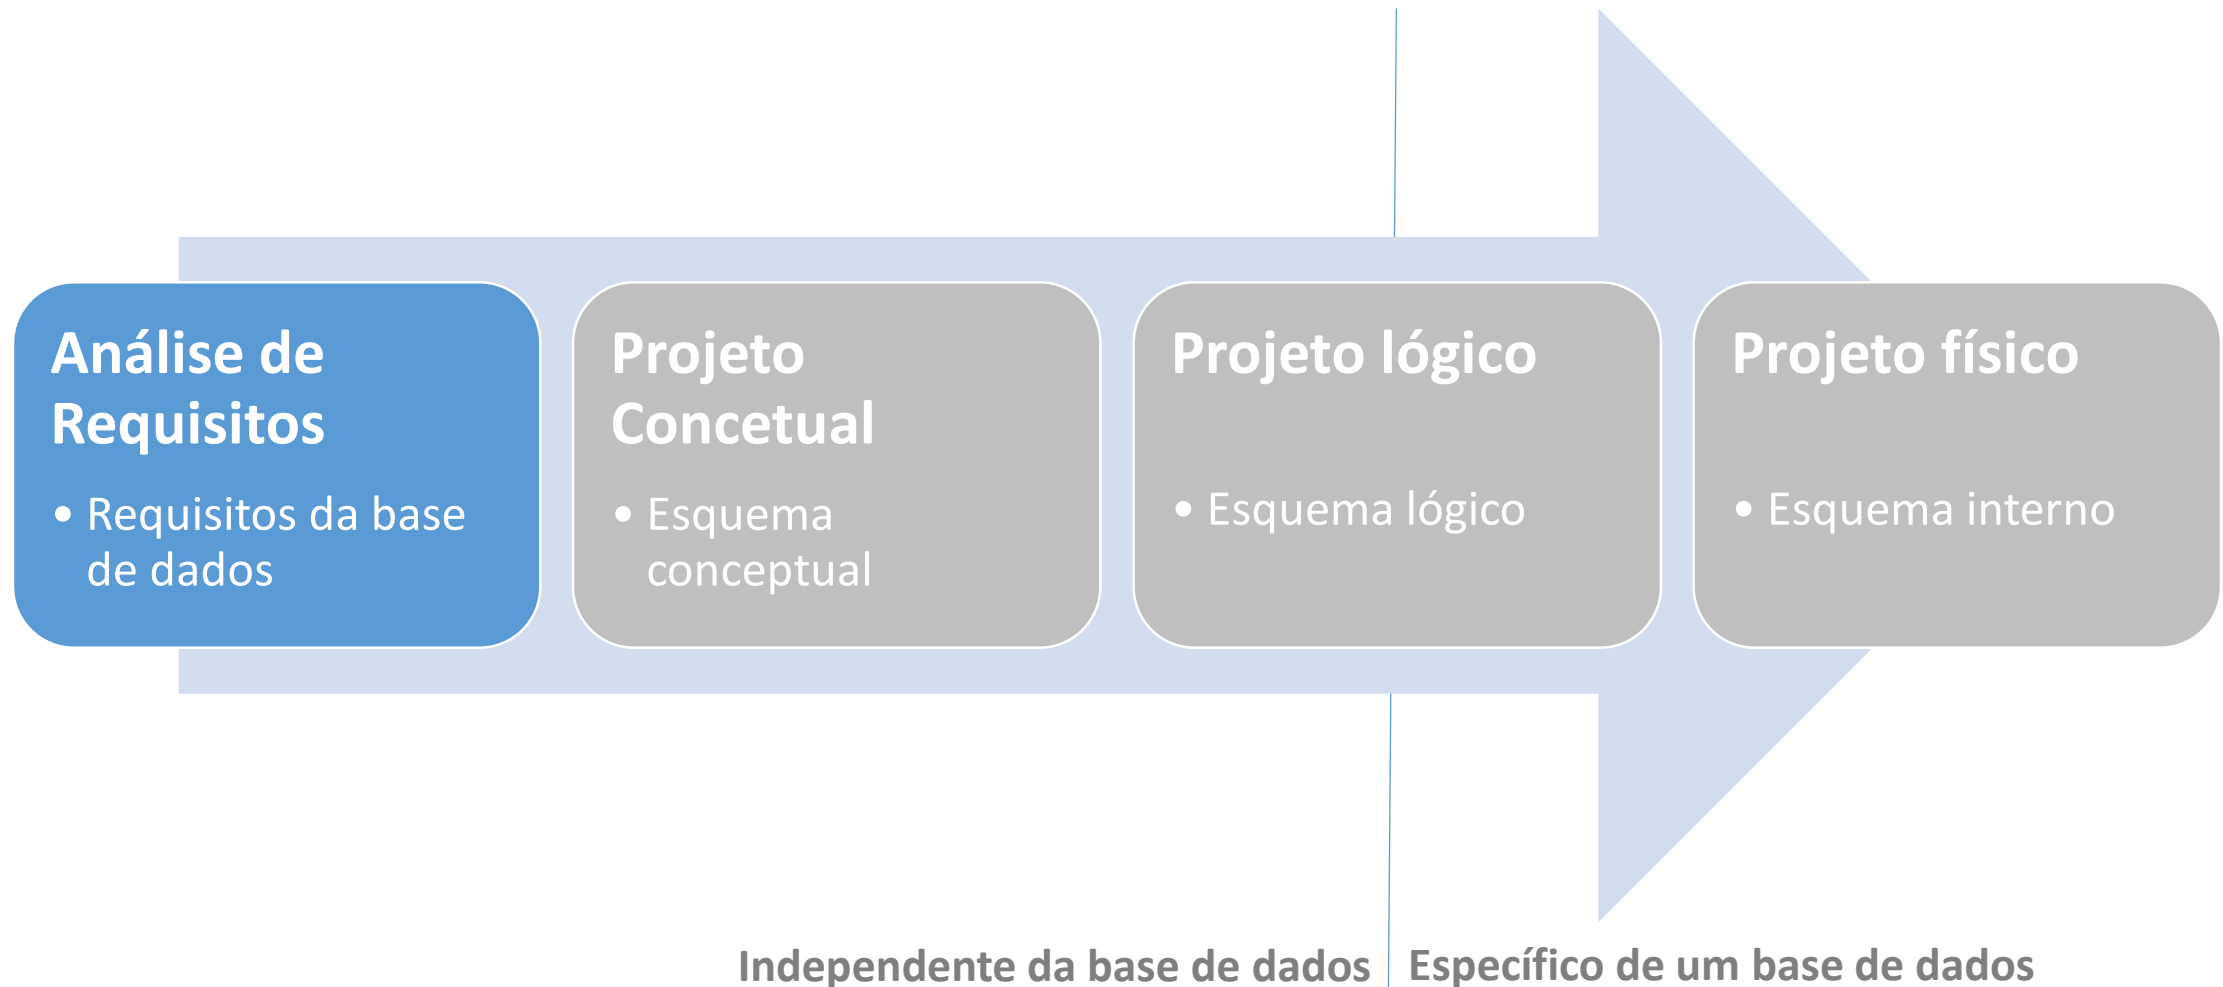 Análise de
Requisitos
• Requisitos da base
de dados
Projeto
Concetual
• Esquema
conceptual
Projeto lógico
• Esquema lógico
Projeto físico
• Esquema interno
Independente da base de dados
Específico de um base de dados